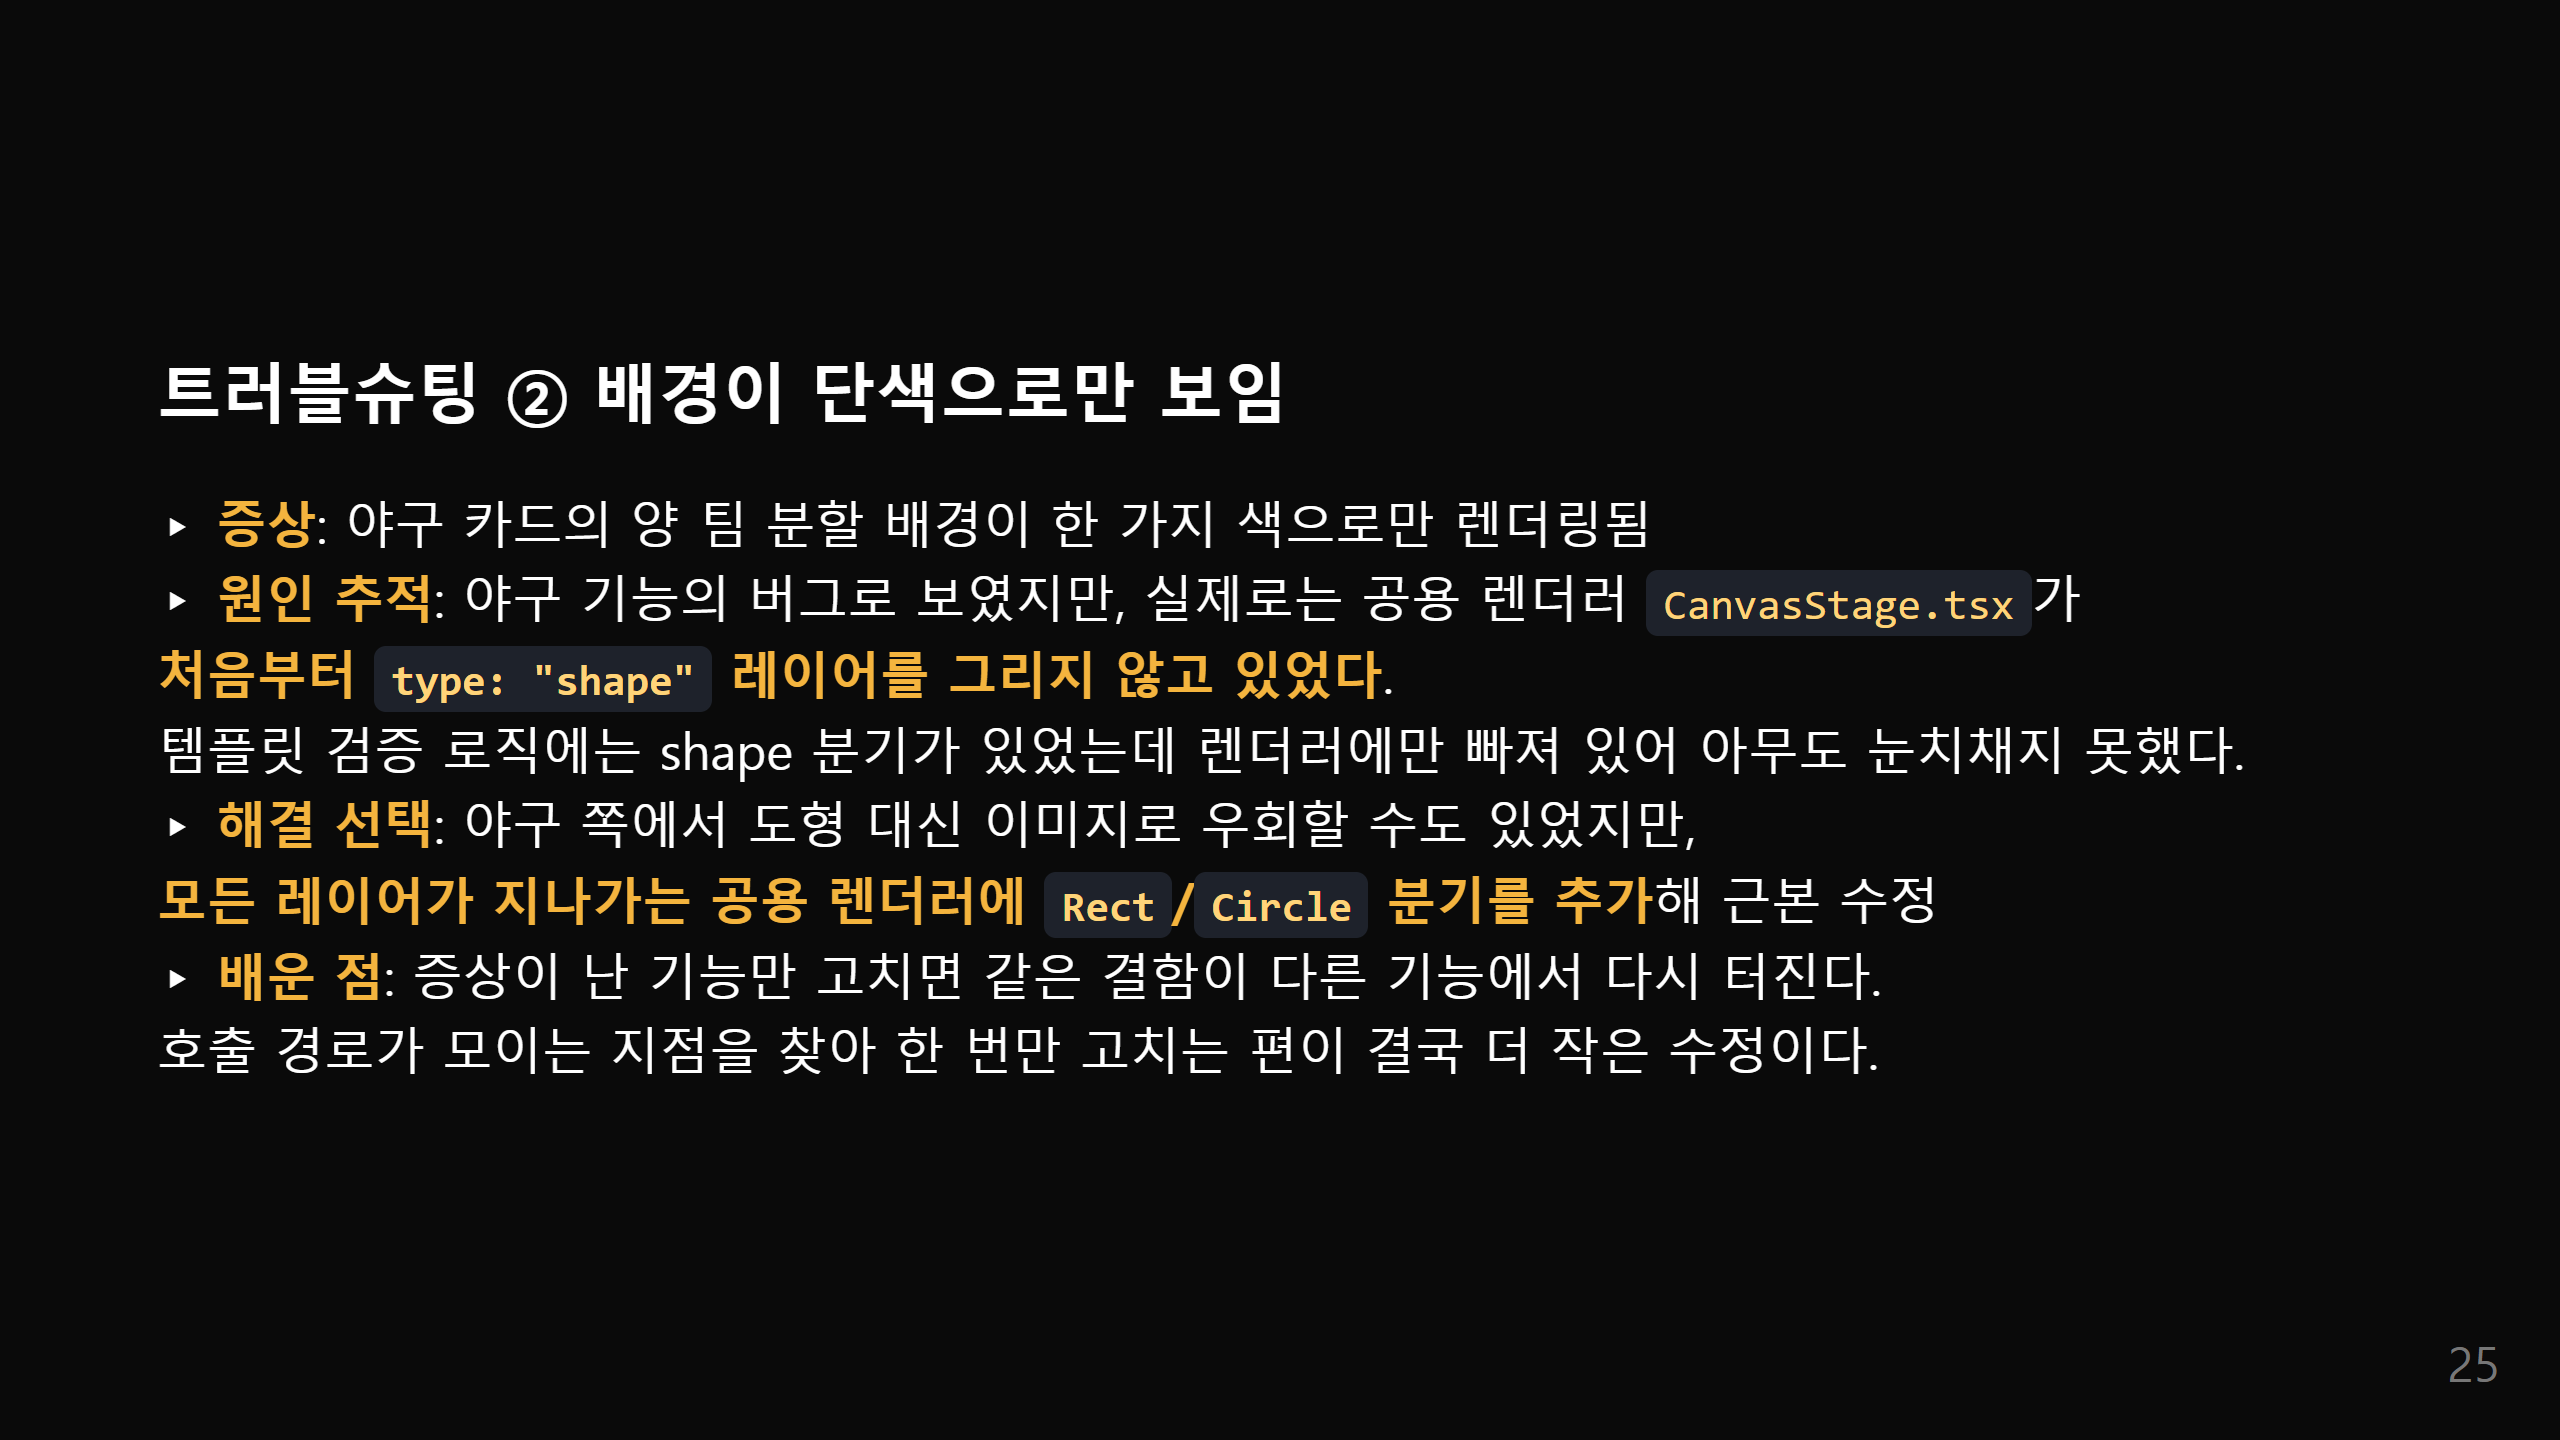 트러블슈팅 ② 배경이 단색으로만 보임
▸ 증상: 야구 카드의 양 팀 분할 배경이 한 가지 색으로만 렌더링됨
▸ 원인 추적: 야구 기능의 버그로 보였지만, 실제로는 공용 렌더러 CanvasStage.tsx가
처음부터 type: "shape" 레이어를 그리지 않고 있었다.
템플릿 검증 로직에는 shape 분기가 있었는데 렌더러에만 빠져 있어 아무도 눈치채지 못했다.
▸ 해결 선택: 야구 쪽에서 도형 대신 이미지로 우회할 수도 있었지만,
모든 레이어가 지나가는 공용 렌더러에 Rect/Circle 분기를 추가해 근본 수정
▸ 배운 점: 증상이 난 기능만 고치면 같은 결함이 다른 기능에서 다시 터진다.
호출 경로가 모이는 지점을 찾아 한 번만 고치는 편이 결국 더 작은 수정이다.
25